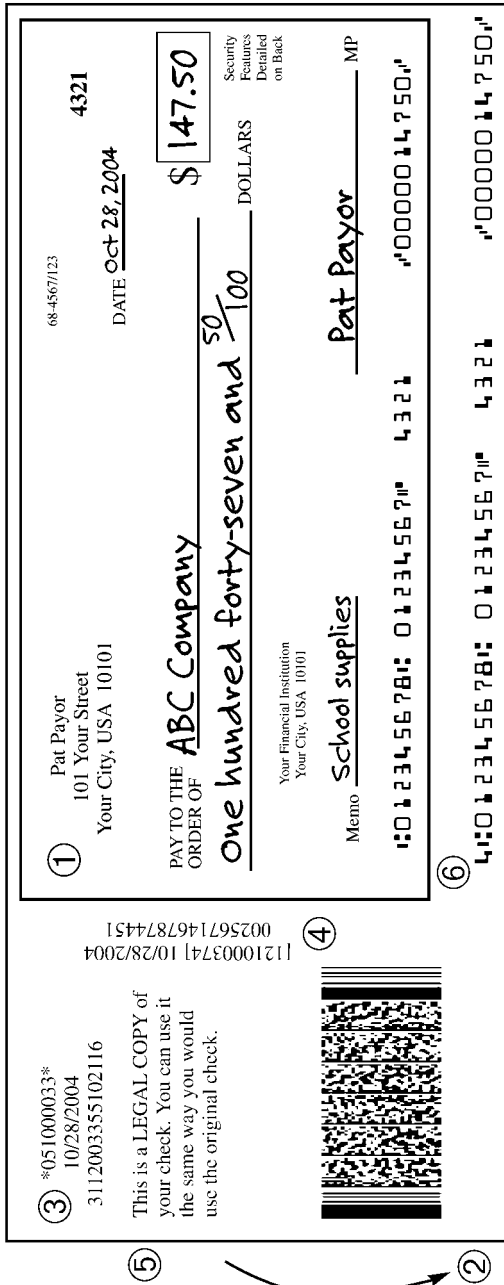 ③ *051000033*
10/28/2004
3112003355102116
This is a LEGAL COPY of
your check. You can use it
the same way you would
use the original check.
[121000374] 10/28/2004
00256714678744​51
④
①
Pat Payor
101 Your Street
Your City, USA 10101
68-4567/123
4321
DATE Oct 28, 2004
PAY TO THE
ORDER OF ABC Company
$ 147.50
One hundred forty-seven and 50/100 DOLLARS
Security
Features
Detailed
on Back
Your Financial Institution
Your City, USA 10101
Memo School supplies
Pat Payor MP
⑆012345678⑆ 01234567⑈ 4321 ⑇0000014750⑇
⑤
⑥
②
4⑆012345678⑆ 01234567⑈ 4321 ⑇0000014750⑇